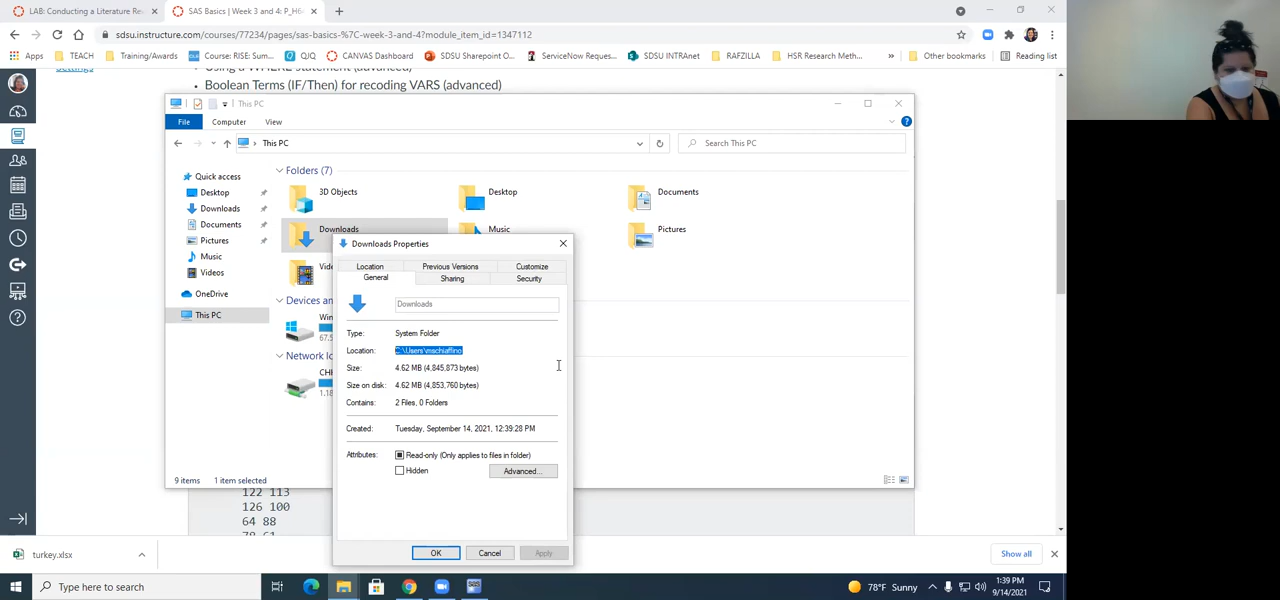 LAB: Conducting a Literature Re
SAS Basics | Week 3 and 4: P_H6
sdsu.instructure.com/courses/77234/pages/sas-basics-%7C-week-3-and-4?module_item_id=1347112
Apps TEACH Training/Awards Course: RISE: Sum... QJQ CANVAS Dashboard SDSU Sharepoint O... ServiceNow Reques... SDSU INTRAnet RAFZILLA HSR Research Meth... » Other bookmarks Reading list
Settings
Using a WHERE statement (advanced)
• Boolean Terms (IF/Then) for recoding VARS (advanced)
This PC
File Computer View
This PC
Search This PC
Quick access
Desktop
Downloads
Documents
Pictures
Music
Videos
OneDrive
This PC
Folders (7)
3D Objects Desktop Documents
Downloads Music Pictures
Vid
Devices an
Win
67.5
Network lo
CH
1.18
9 items 1 item selected
Downloads Properties
Location Previous Versions Customize
General Sharing Security
Downloads
Type: System Folder
Location: C:\Users\mschiaffino
Size: 4.62 MB (4,845,873 bytes)
Size on disk: 4.62 MB (4,853,760 bytes)
Contains: 2 Files, 0 Folders
Created: Tuesday, September 14, 2021, 12:39:28 PM
Attributes: Read-only (Only applies to files in folder)
Hidden
Advanced...
OK Cancel Apply
122 113
126 100
64 88
78 61
turkey.xlsx
Show all
Type here to search
78°F Sunny
1:39 PM
9/14/2021